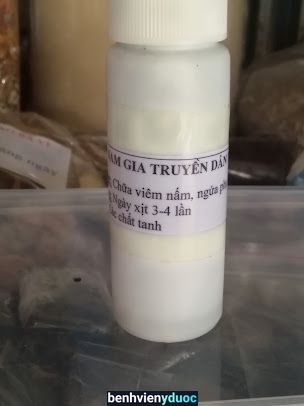 NAM GIA TRUYỀN DÂN
Chữa viêm nấm, ngứa
Ngày xịt 3-4 lần
chất tanh
benhvienyduoc